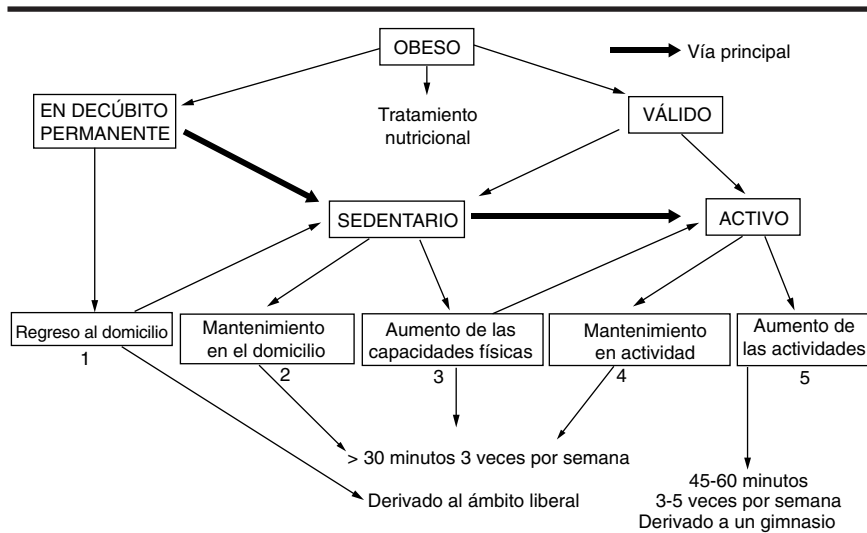 OBESO
Vía principal
EN DECÚBITO
PERMANENTE
Tratamiento
nutricional
VÁLIDO
SEDENTARIO
ACTIVO
Regreso al domicilio
1
Mantenimiento
en el domicilio
2
Aumento de las
capacidades físicas
3
Mantenimiento
en actividad
4
Aumento de
las actividades
5
> 30 minutos 3 veces por semana
Derivado al ámbito liberal
45-60 minutos
3-5 veces por semana
Derivado a un gimnasio